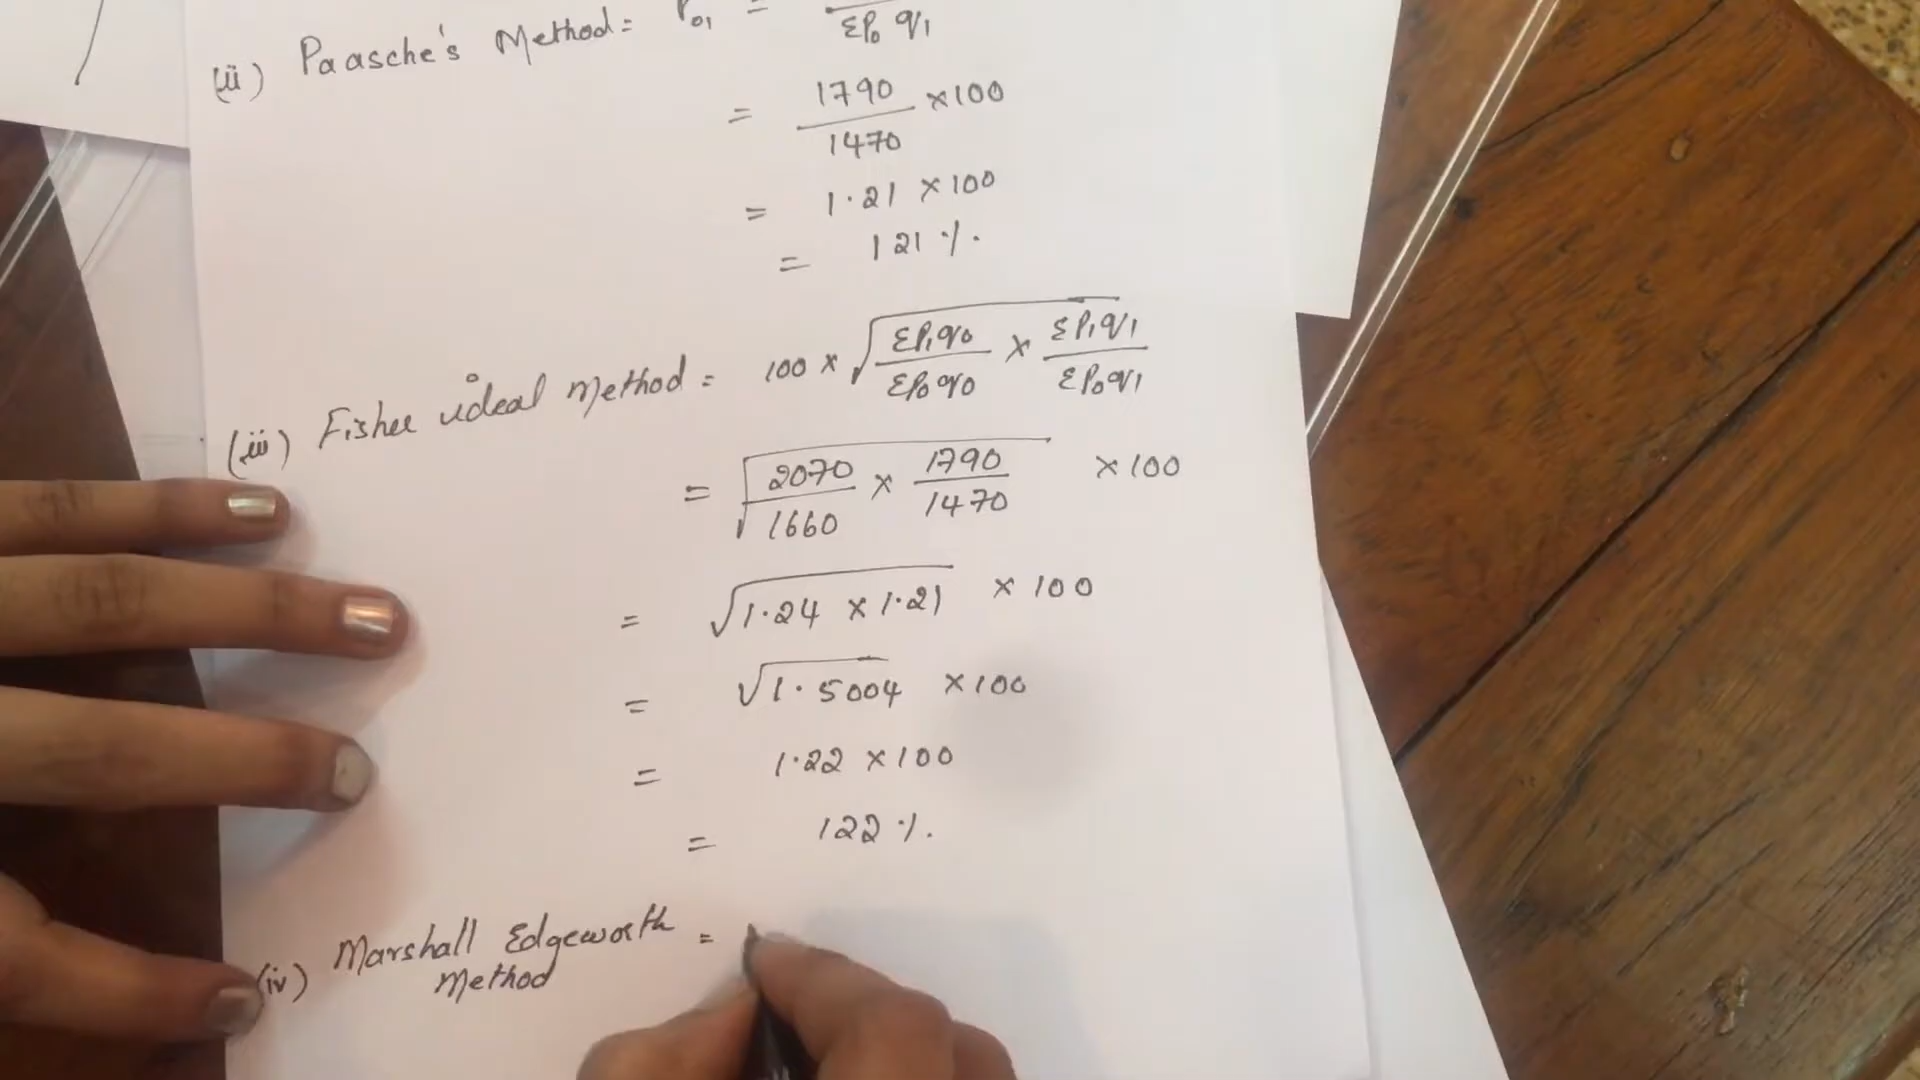 (ii) Paasche's Method = P01 =
ΣP0 q1
= 1790/1470 ×100
= 1.21 ×100
= 121 %.
(iii) Fisher ideal Method = 100 × √(ΣP1q0/ΣP0q0 × ΣP1q1/ΣP0q1)
= √(2070/1660 × 1790/1470) ×100
= √(1.24 × 1.21) × 100
= √1.5004 ×100
= 1.22 ×100
= 122 %.
(iv) Marshall Edgeworth =
Method